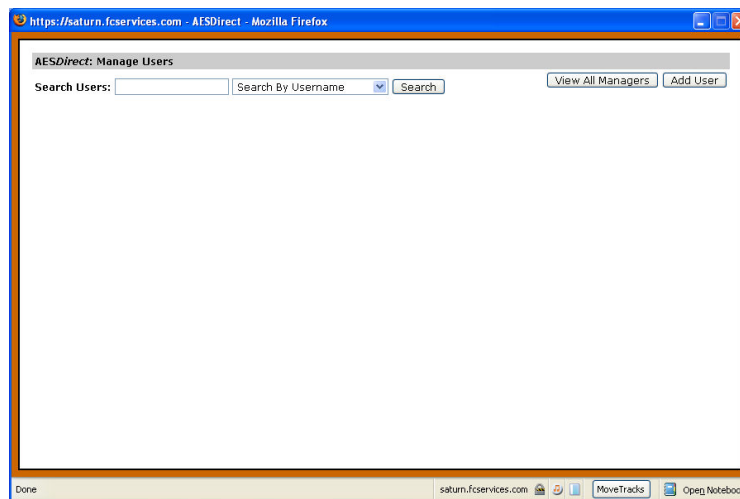 https://saturn.fcservices.com - AESDirect - Mozilla Firefox
AESDirect: Manage Users
Search Users: Search By Username Search View All Managers Add User
Done saturn.fcservices.com MoveTracks Open Noteboo